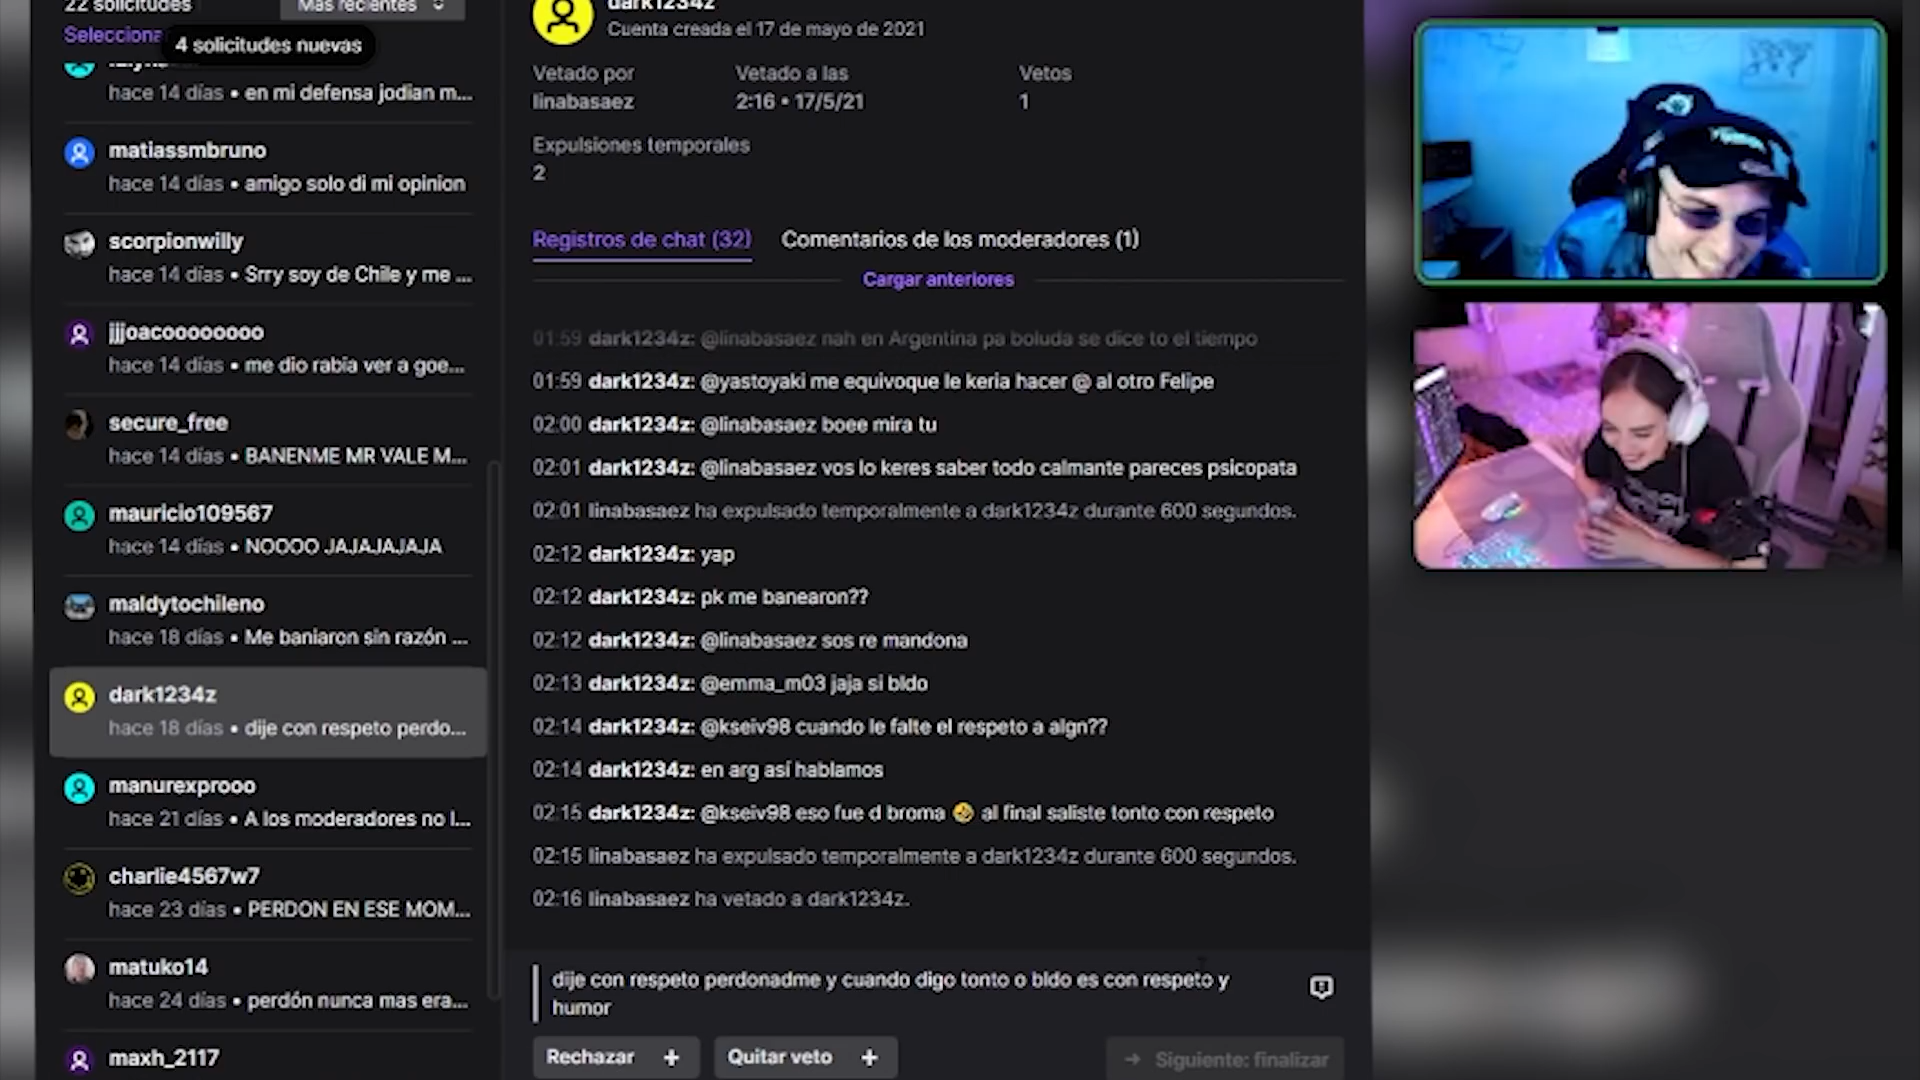 22 solicitudes
Más recientes
Selecciona
4 solicitudes nuevas
hace 14 días • en mi defensa jodian m...
matiassmbruno
hace 14 días • amigo solo di mi opinion
scorpionwilly
hace 14 días • Srry soy de Chile y me ...
jjjoacoooooooo
hace 14 días • me dio rabia ver a goe...
secure_free
hace 14 días • BANENME MR VALE M...
mauricio109567
hace 14 días • NOOOO JAJAJAJAJA
maldytochileno
hace 18 días • Me baniaron sin razón ...
dark1234z
hace 18 días • dije con respeto perdo...
manurexprooo
hace 21 días • A los moderadores no l...
charlie4567w7
hace 23 días • PERDON EN ESE MOM...
matuko14
hace 24 días • perdón nunca mas era...
maxh_2117
dark1234z
Cuenta creada el 17 de mayo de 2021
Vetado por
linabasaez
Vetado a las
2:16 • 17/5/21
Vetos
1
Expulsiones temporales
2
Registros de chat (32)
Comentarios de los moderadores (1)
Cargar anteriores
01:59 dark1234z: @linabasaez nah en Argentina pa boluda se dice to el tiempo
01:59 dark1234z: @yastoyaki me equivoque le keria hacer @ al otro Felipe
02:00 dark1234z: @linabasaez boee mira tu
02:01 dark1234z: @linabasaez vos lo keres saber todo calmante pareces psicopata
02:01 linabasaez ha expulsado temporalmente a dark1234z durante 600 segundos.
02:12 dark1234z: yap
02:12 dark1234z: pk me banearon??
02:12 dark1234z: @linabasaez sos re mandona
02:13 dark1234z: @emma_m03 jaja si bldo
02:14 dark1234z: @kseiv98 cuando le falte el respeto a algn??
02:14 dark1234z: en arg así hablamos
02:15 dark1234z: @kseiv98 eso fue d broma 🤣 al final saliste tonto con respeto
02:15 linabasaez ha expulsado temporalmente a dark1234z durante 600 segundos.
02:16 linabasaez ha vetado a dark1234z.
dije con respeto perdonadme y cuando digo tonto o bldo es con respeto y
humor
Rechazar +
Quitar veto +
→ Siguiente: finalizar